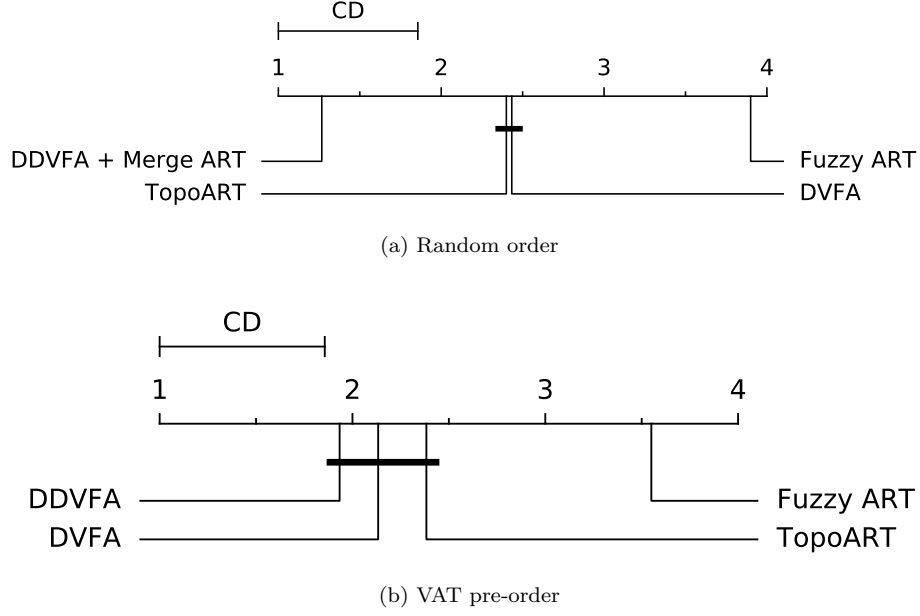 CD
1 2 3 4
DDVFA + Merge ART Fuzzy ART
TopoART DVFA
(a) Random order
CD
1 2 3 4
DDVFA Fuzzy ART
DVFA TopoART
(b) VAT pre-order